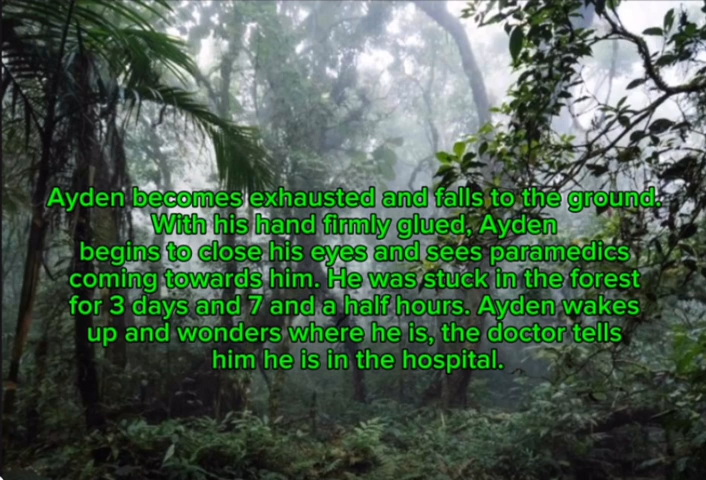 Ayden becomes exhausted and falls to the ground.
With his hand firmly glued, Ayden
begins to close his eyes and sees paramedics
coming towards him. He was stuck in the forest
for 3 days and 7 and a half hours. Ayden wakes
up and wonders where he is, the doctor tells
him he is in the hospital.